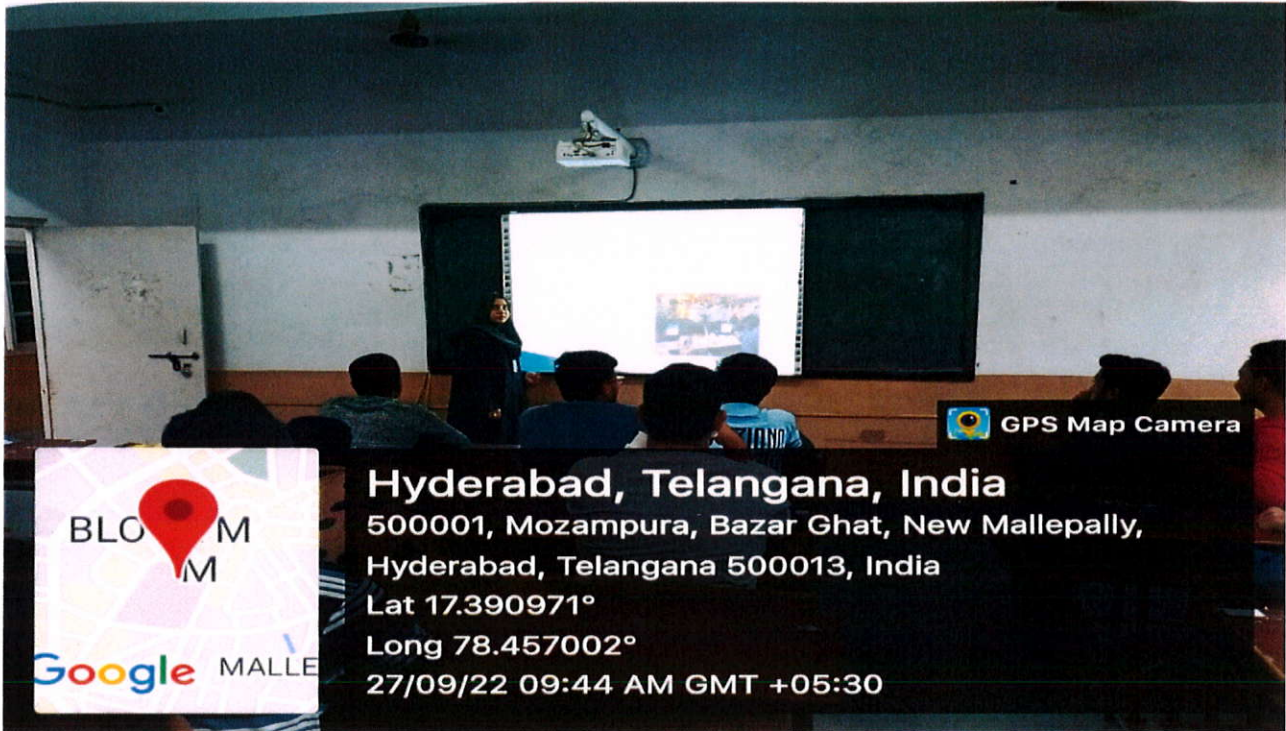 GPS Map Camera
Hyderabad, Telangana, India
500001, Mozampura, Bazar Ghat, New Mallepally,
Hyderabad, Telangana 500013, India
Lat 17.390971°
Long 78.457002°
27/09/22 09:44 AM GMT +05:30
BLO M
M
Google MALLE